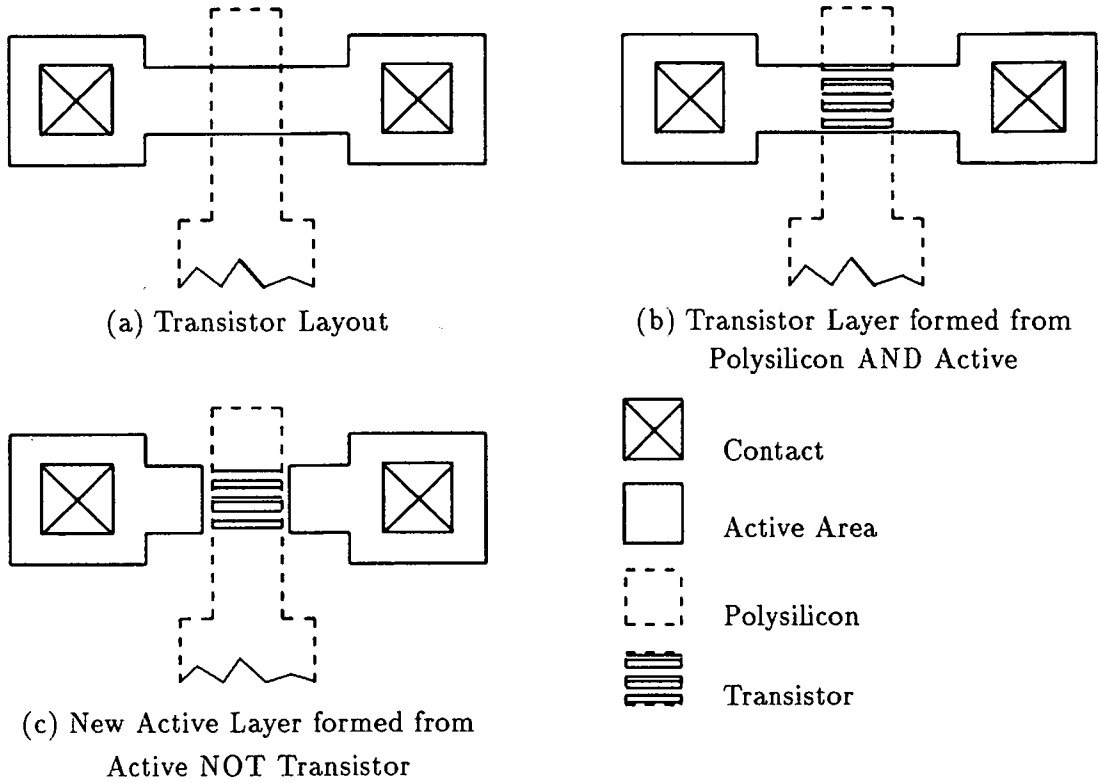 (a) Transistor Layout
(b) Transistor Layer formed from
Polysilicon AND Active
Contact
Active Area
Polysilicon
Transistor
(c) New Active Layer formed from
Active NOT Transistor